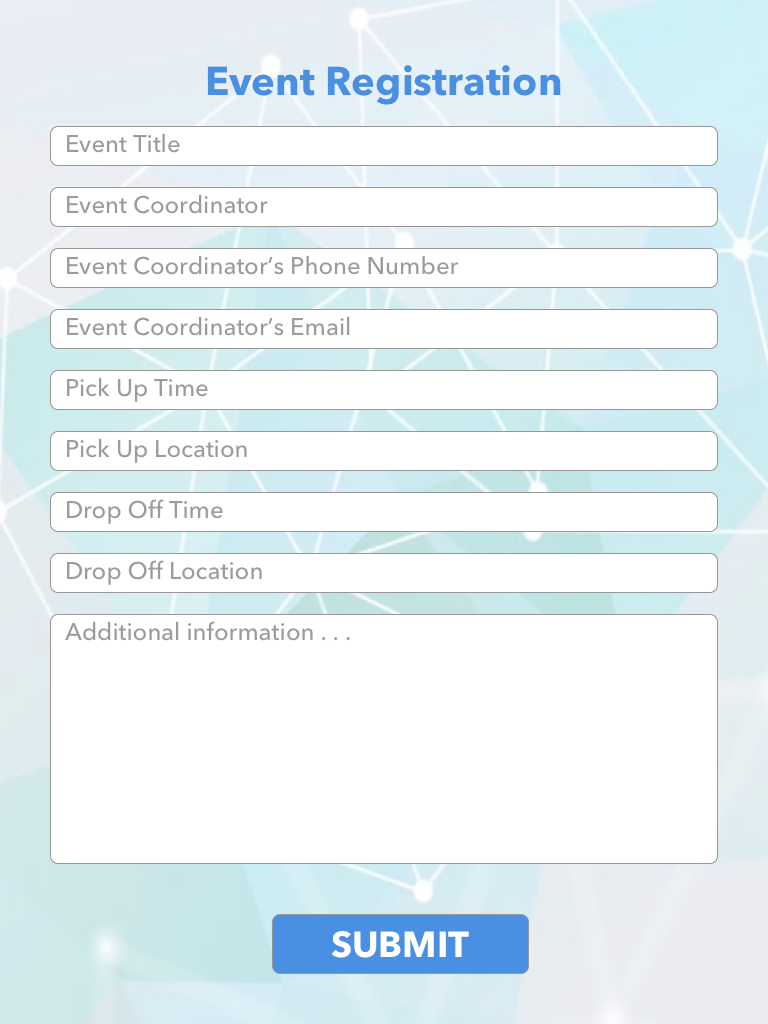 Event Registration
Event Title
Event Coordinator
Event Coordinator’s Phone Number
Event Coordinator’s Email
Pick Up Time
Pick Up Location
Drop Off Time
Drop Off Location
Additional information . . .
SUBMIT